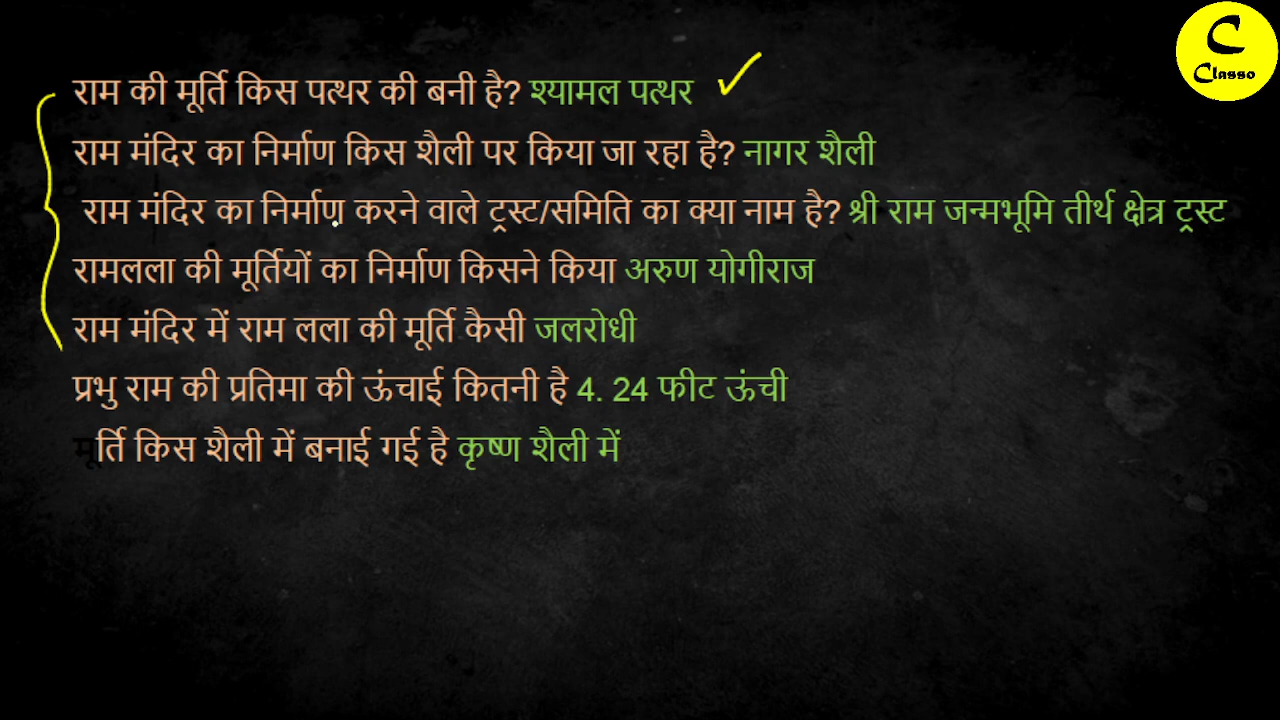 C
Classo
राम की मूर्ति किस पत्थर की बनी है? श्यामल पत्थर
राम मंदिर का निर्माण किस शैली पर किया जा रहा है? नागर शैली
राम मंदिर का निर्माण करने वाले ट्रस्ट/समिति का क्या नाम है? श्री राम जन्मभूमि तीर्थ क्षेत्र ट्रस्ट
रामलला की मूर्तियों का निर्माण किसने किया अरुण योगीराज
राम मंदिर में राम लला की मूर्ति कैसी जलरोधी
प्रभु राम की प्रतिमा की ऊंचाई कितनी है 4. 24 फीट ऊंची
मूर्ति किस शैली में बनाई गई है कृष्ण शैली में